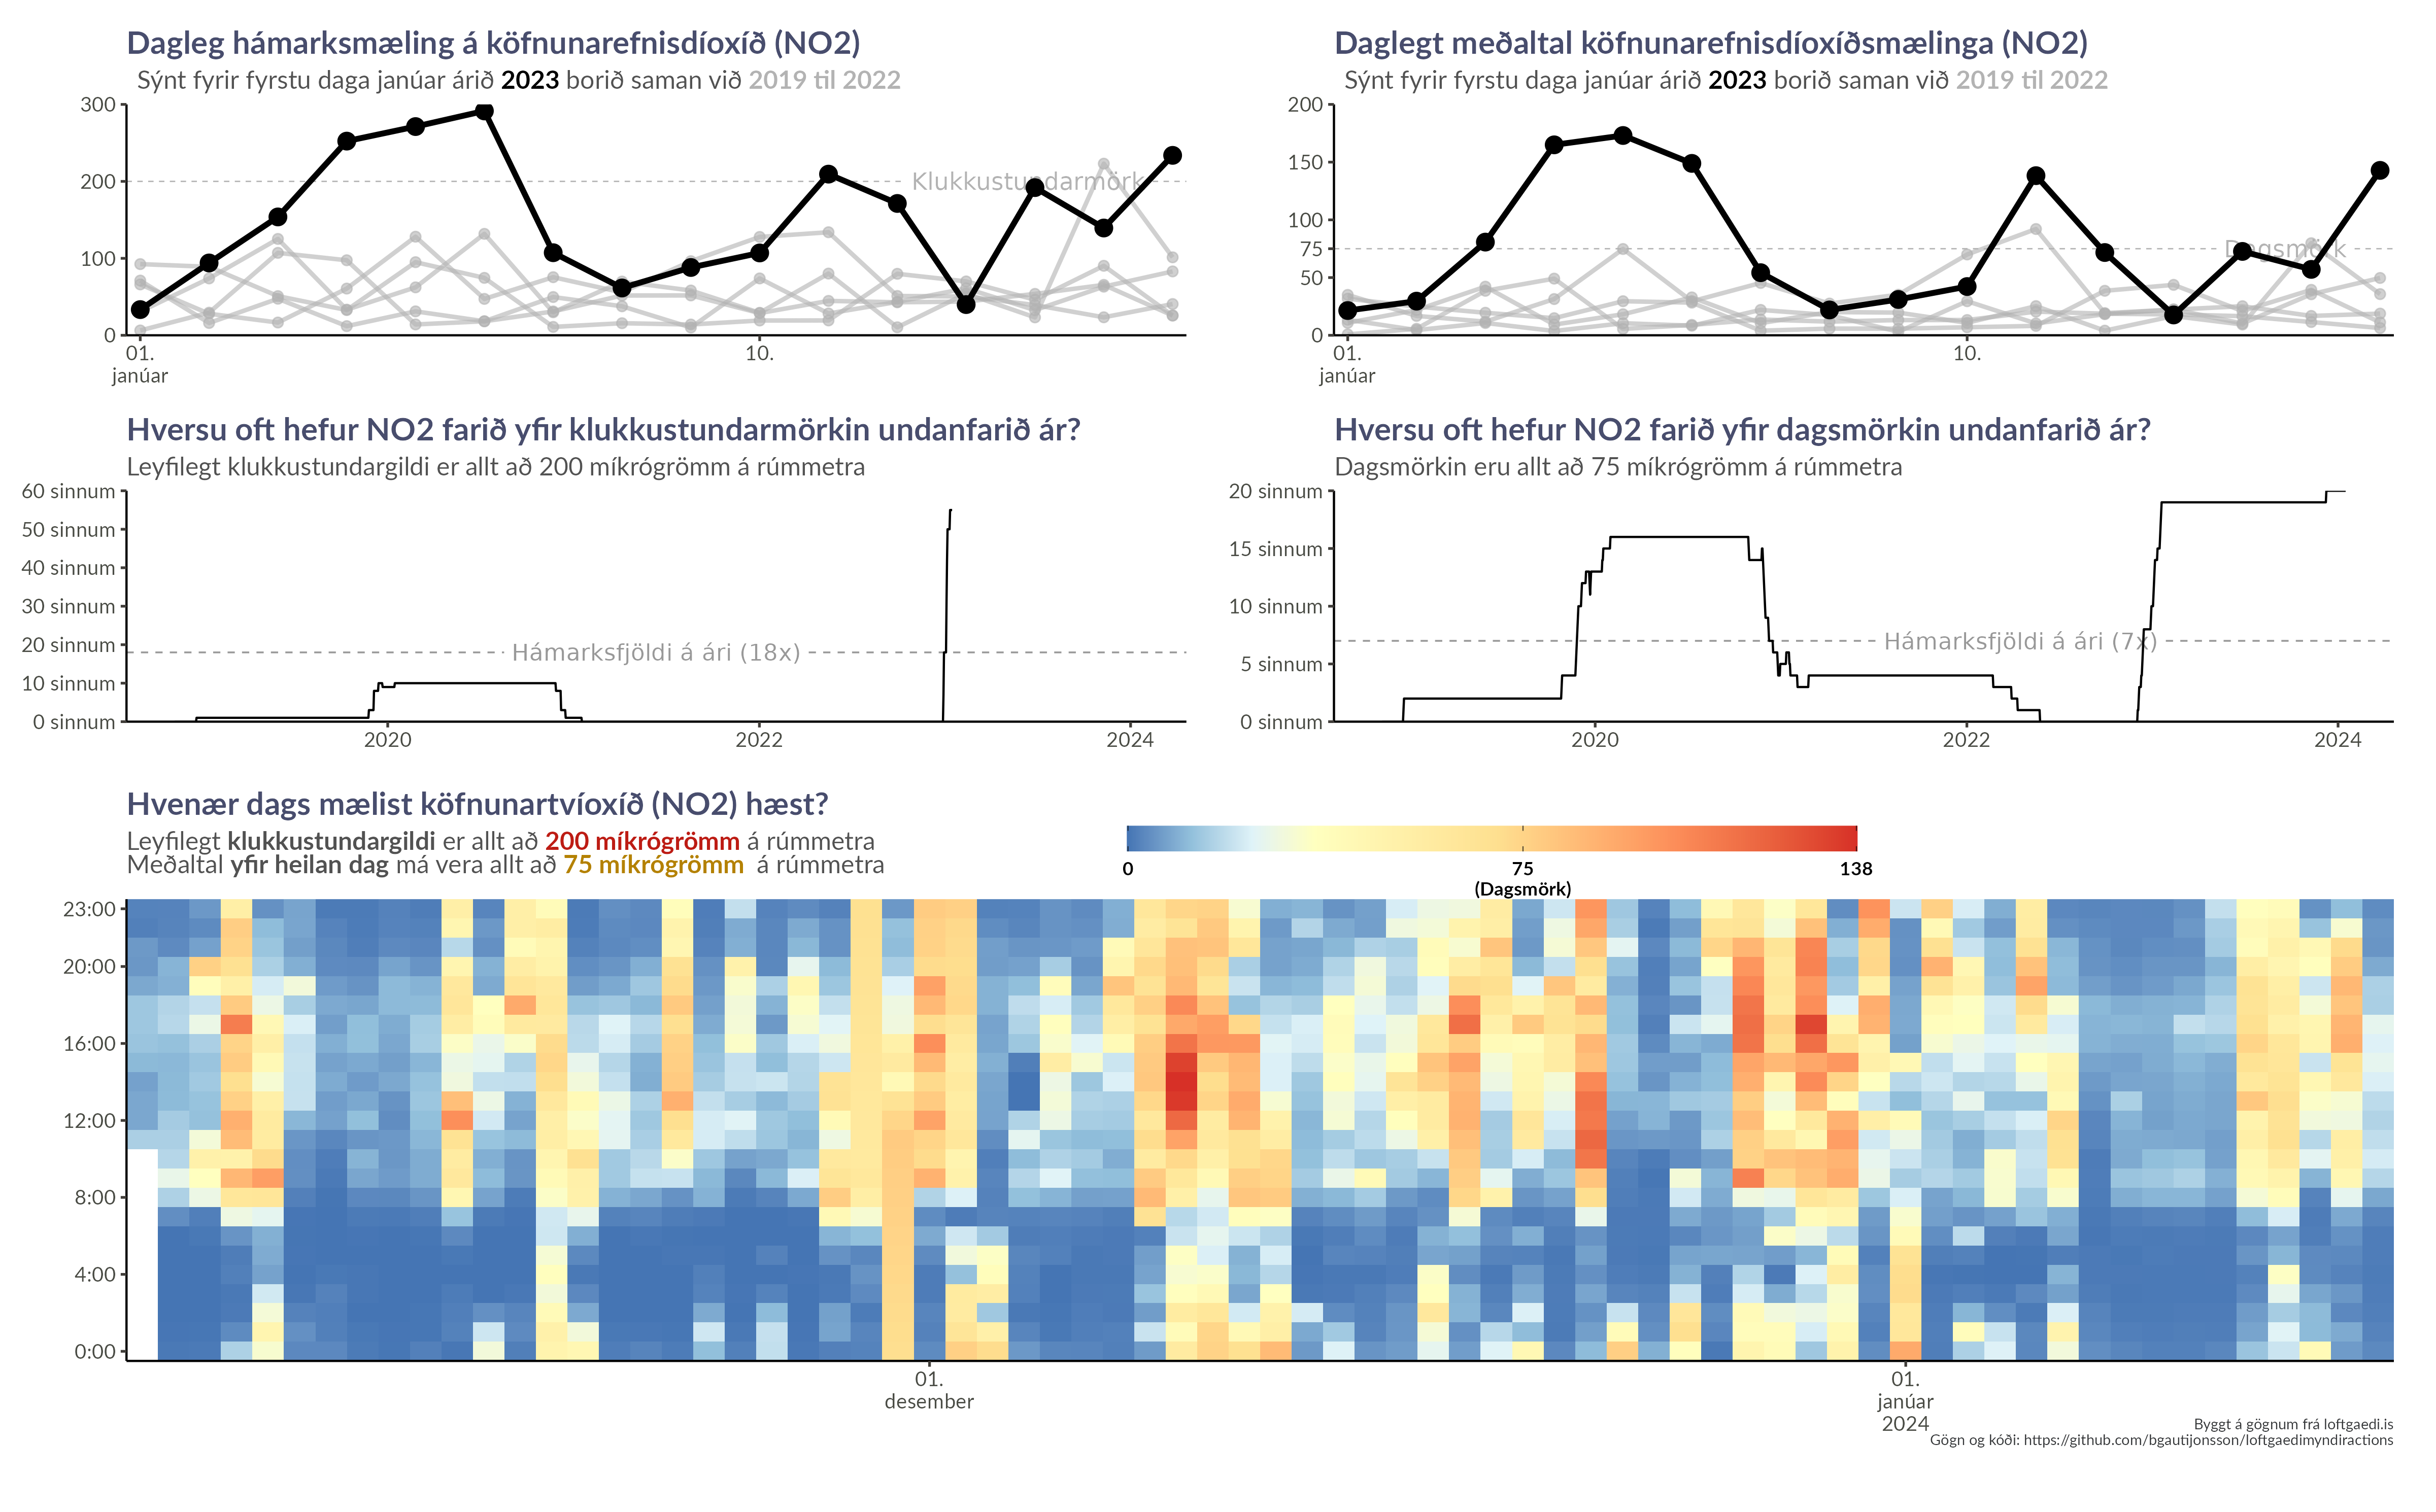 Dagleg hámarksmæling á köfnunarefnisdíoxíð (NO2)
Sýnt fyrir fyrstu daga janúar árið 2023 borið saman við 2019 til 2022
300
200
100
0
Klukkustundarmörk
01.
janúar
10.
Daglegt meðaltal köfnunarefnisdíoxíðsmælinga (NO2)
Sýnt fyrir fyrstu daga janúar árið 2023 borið saman við 2019 til 2022
200
150
100
75
50
0
Dagsmörk
01.
janúar
10.
Hversu oft hefur NO2 farið yfir klukkustundarmörkin undanfarið ár?
Leyfilegt klukkustundargildi er allt að 200 míkrógrömm á rúmmetra
60 sinnum
50 sinnum
40 sinnum
30 sinnum
20 sinnum
10 sinnum
0 sinnum
Hámarksfjöldi á ári (18x)
2020
2022
2024
Hversu oft hefur NO2 farið yfir dagsmörkin undanfarið ár?
Dagsmörkin eru allt að 75 míkrógrömm á rúmmetra
20 sinnum
15 sinnum
10 sinnum
5 sinnum
0 sinnum
Hámarksfjöldi á ári (7x)
2020
2022
2024
Hvenær dags mælist köfnunartvíoxíð (NO2) hæst?
Leyfilegt klukkustundargildi er allt að 200 míkrógrömm á rúmmetra
Meðaltal yfir heilan dag má vera allt að 75 míkrógrömm á rúmmetra
0
75
(Dagsmörk)
138
23:00
20:00
16:00
12:00
8:00
4:00
0:00
01.
desember
01.
janúar
2024
Byggt á gögnum frá loftgaedi.is
Gögn og kóði: https://github.com/bgautijonsson/loftgaedimyndiractions